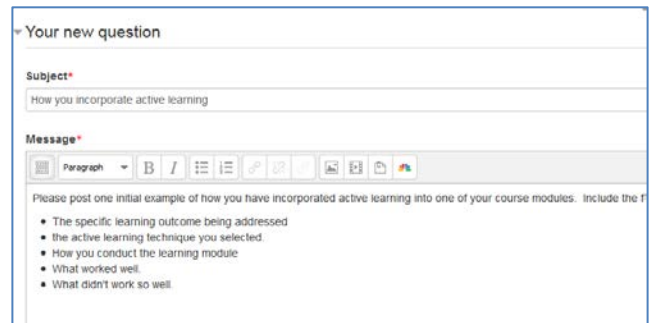 Your new question
Subject*
How you incorporate active learning
Message*
Paragraph B I
Please post one initial example of how you have incorporated active learning into one of your course modules. Include the
The specific learning outcome being addressed
the active learning technique you selected.
How you conduct the learning module
What worked well.
What didn't work so well.